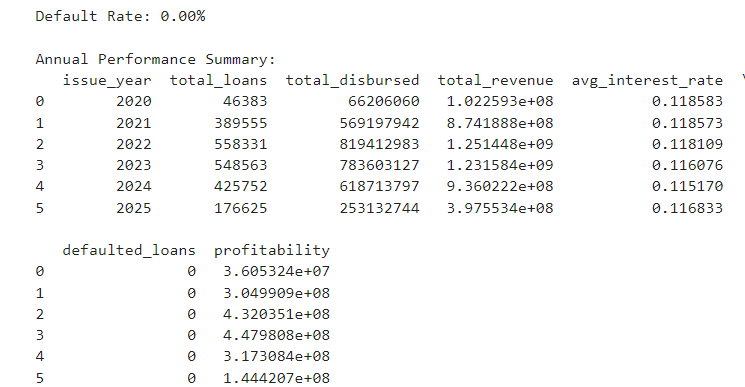 Default Rate: 0.00%
Annual Performance Summary:
issue_year total_loans total_disbursed total_revenue avg_interest_rate \
0 2020 46383 66206060 1.022593e+08 0.118583
1 2021 389555 569197942 8.741888e+08 0.118573
2 2022 558331 819412983 1.251448e+09 0.118109
3 2023 548563 783603127 1.231584e+09 0.116076
4 2024 425752 618713797 9.360222e+08 0.115170
5 2025 176625 253132744 3.975534e+08 0.116833
defaulted_loans profitability
0 0 3.605324e+07
1 0 3.049909e+08
2 0 4.320351e+08
3 0 4.479808e+08
4 0 3.173084e+08
5 0 1.444207e+08